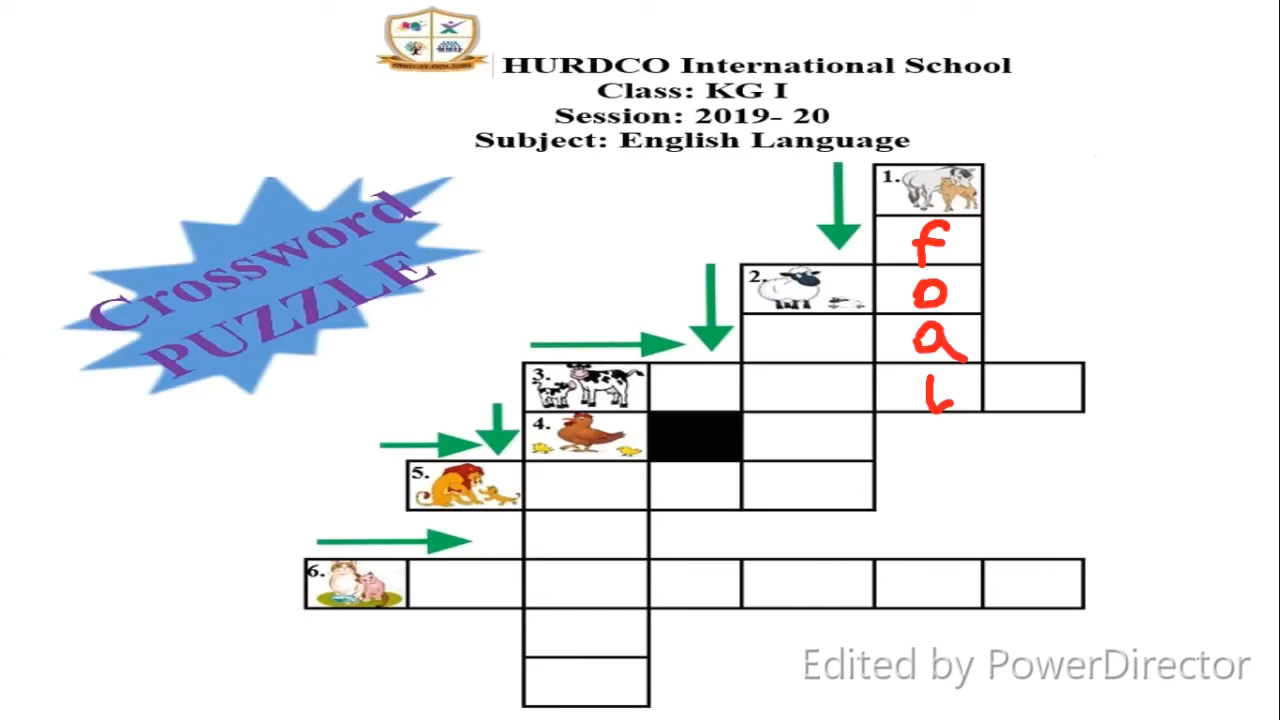 HURDCO International School
Class: KG I
Session: 2019- 20
Subject: English Language
Crossword
PUZZLE
1.
f
o
a
l
2.
3.
4.
5.
6.
Edited by PowerDirector